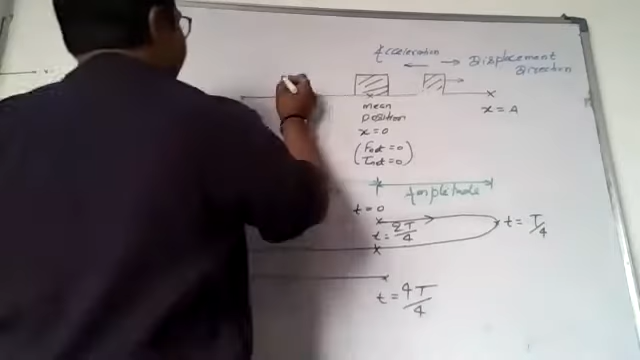 Acceleration
Displacement
Direction
mean
position
x=0
(Fnet=0)
(τnet=0)
x=A
Amplitude
t=0
t=2T/4
t=T/4
t=4T/4